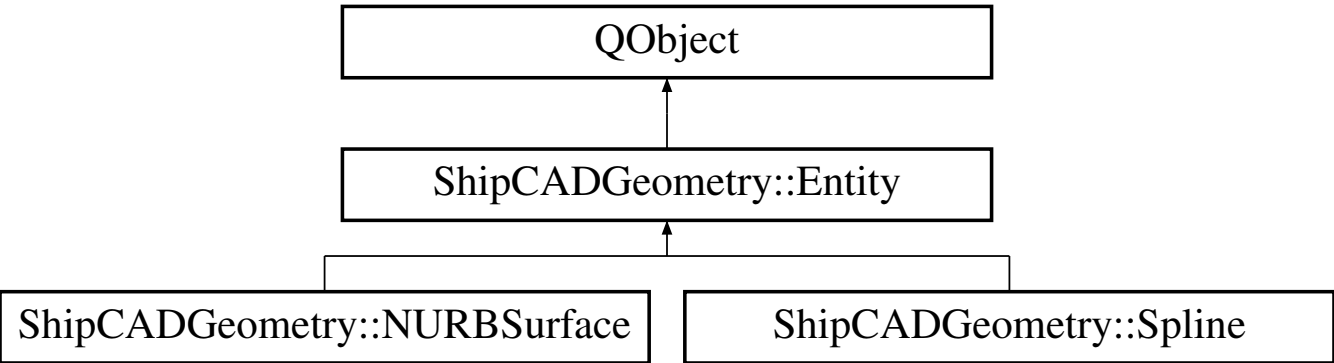 QObject
ShipCADGeometry::Entity
ShipCADGeometry::NURBSurface
ShipCADGeometry::Spline